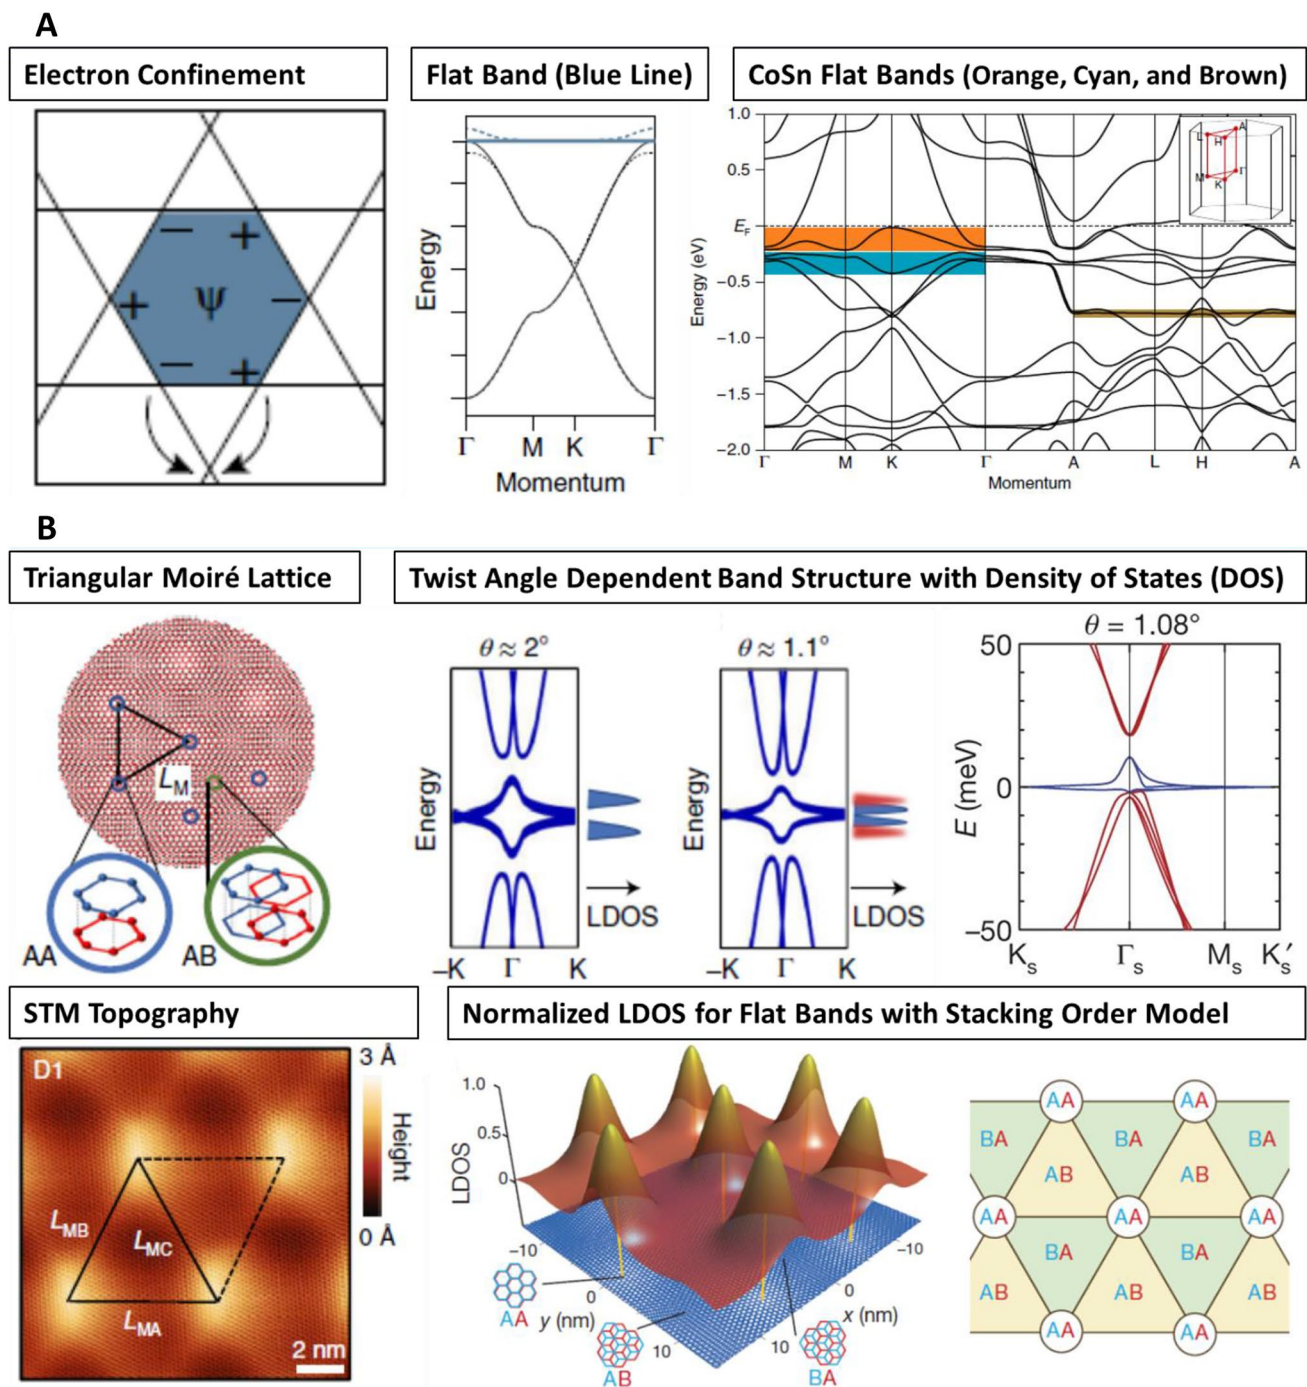 A
Electron Confinement
Flat Band (Blue Line)
CoSn Flat Bands (Orange, Cyan, and Brown)
− +
+ ψ −
− +
Energy
Γ M K Γ
Momentum
1.0
0.5
E_F
−0.5
−1.0
−1.5
−2.0
Energy (eV)
L A
H
M Γ
K
Γ M K Γ A L H A
Momentum
B
Triangular Moiré Lattice
Twist Angle Dependent Band Structure with Density of States (DOS)
L_M
AA
AB
θ ≈ 2°
Energy
LDOS
−K Γ K
θ ≈ 1.1°
Energy
LDOS
−K Γ K
θ = 1.08°
50
0
−50
E (meV)
K_s Γ_s M_s K_s′
STM Topography
Normalized LDOS for Flat Bands with Stacking Order Model
D1
L_MB
L_MC
L_MA
2 nm
3 Å
Height
0 Å
1.0
0.5
0
LDOS
−10
0
10
y (nm)
−10
0
10
x (nm)
AA
AB
BA
AA AA
BA BA BA
AB AB
AA AA AA
BA BA
AB AB AB
AA AA